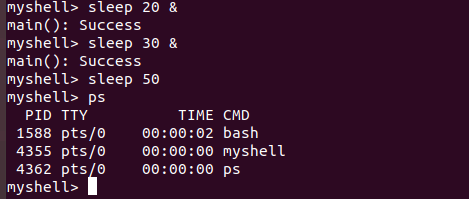 myshell> sleep 20 &
main(): Success
myshell> sleep 30 &
main(): Success
myshell> sleep 50
myshell> ps
  PID TTY          TIME CMD
 1588 pts/0    00:00:02 bash
 4355 pts/0    00:00:00 myshell
 4362 pts/0    00:00:00 ps
myshell>